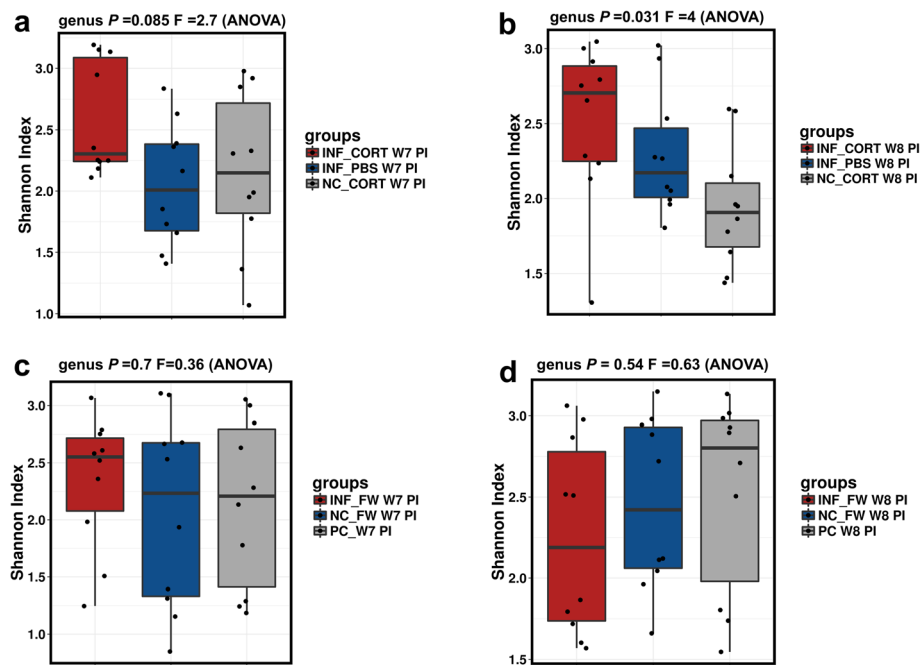 a
genus P =0.085 F =2.7 (ANOVA)
Shannon Index
3.0
2.5
2.0
1.5
1.0
groups
INF_CORT W7 PI
INF_PBS W7 PI
NC_CORT W7 PI
b
genus P =0.031 F =4 (ANOVA)
Shannon Index
3.0
2.5
2.0
1.5
groups
INF_CORT W8 PI
INF_PBS W8 PI
NC_CORT W8 PI
c
genus P =0.7 F=0.36 (ANOVA)
Shannon Index
3.0
2.5
2.0
1.5
1.0
groups
INF_FW W7 PI
NC_FW W7 PI
PC_W7 PI
d
genus P = 0.54 F =0.63 (ANOVA)
Shannon Index
3.0
2.5
2.0
1.5
groups
INF_FW W8 PI
NC_FW W8 PI
PC W8 PI